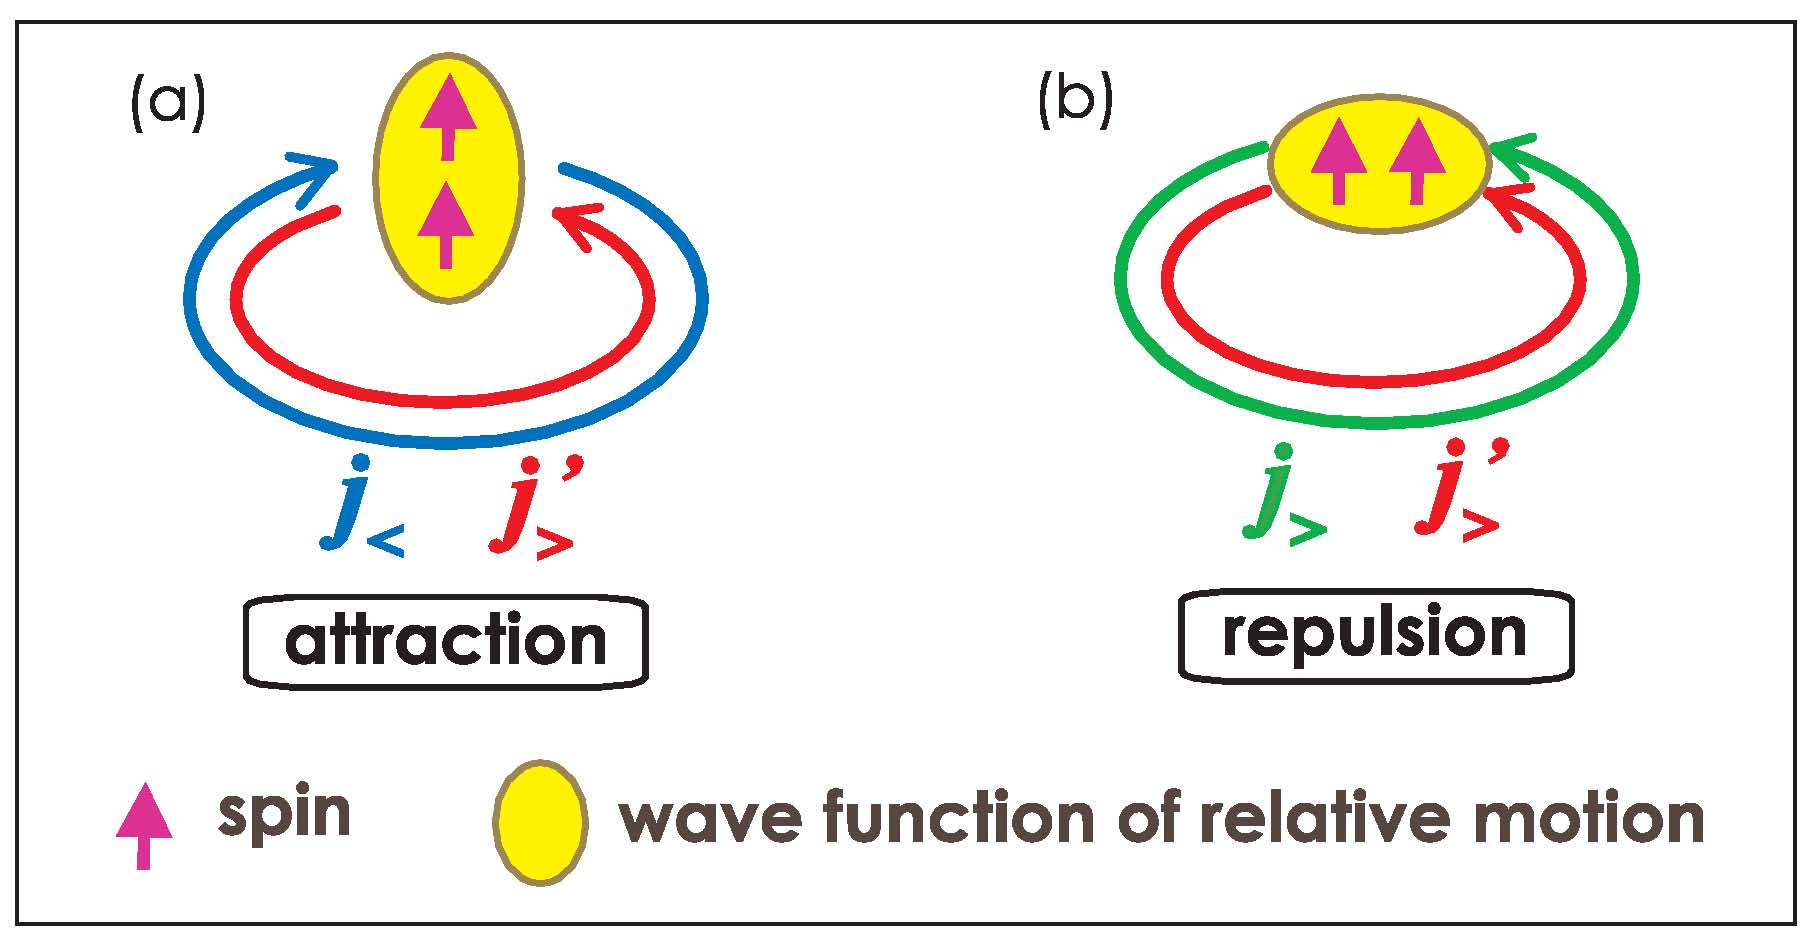 (a)
(b)
j< j'>
j> j'>
attraction
repulsion
spin
wave function of relative motion